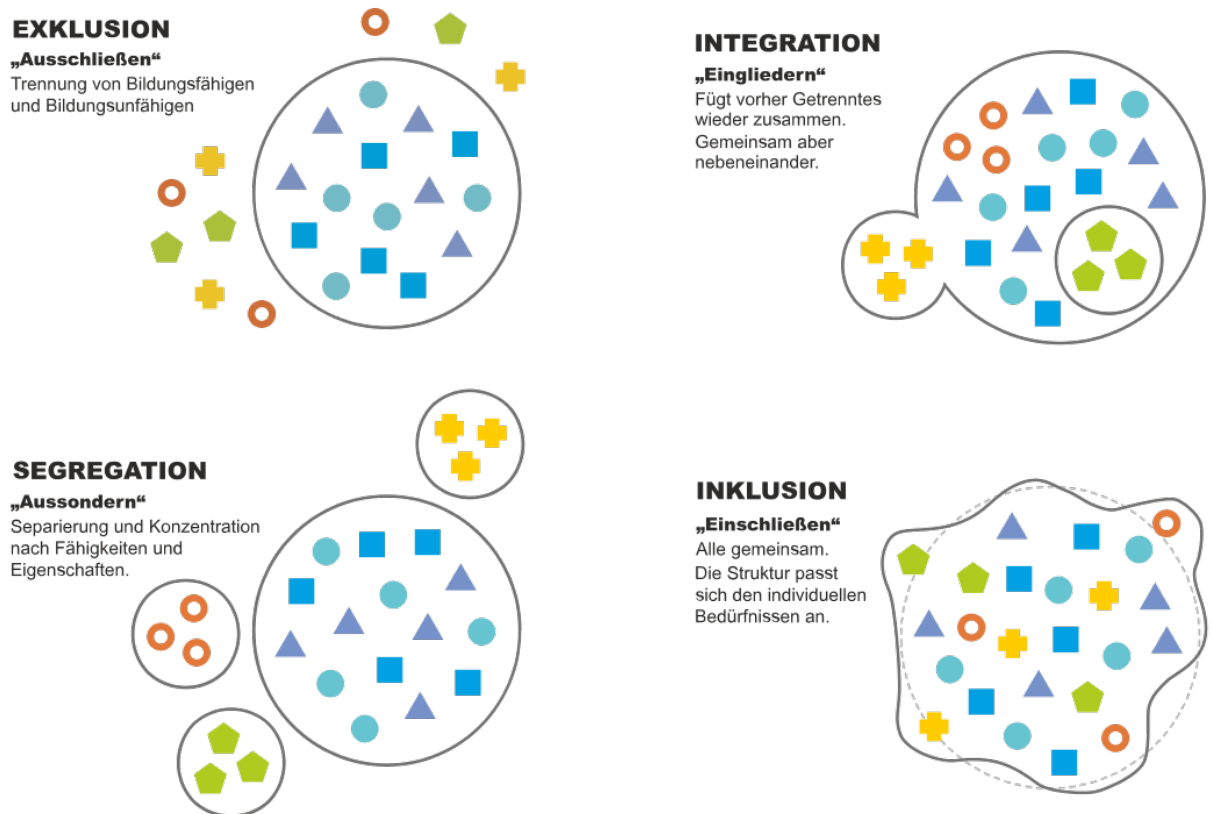 EXKLUSION
„Ausschließen“
Trennung von Bildungsfähigen
und Bildungsunfähigen
INTEGRATION
„Eingliedern“
Fügt vorher Getrenntes
wieder zusammen.
Gemeinsam aber
nebeneinander.
SEGREGATION
„Aussondern“
Separierung und Konzentration
nach Fähigkeiten und
Eigenschaften.
INKLUSION
„Einschließen“
Alle gemeinsam.
Die Struktur passt
sich den individuellen
Bedürfnissen an.